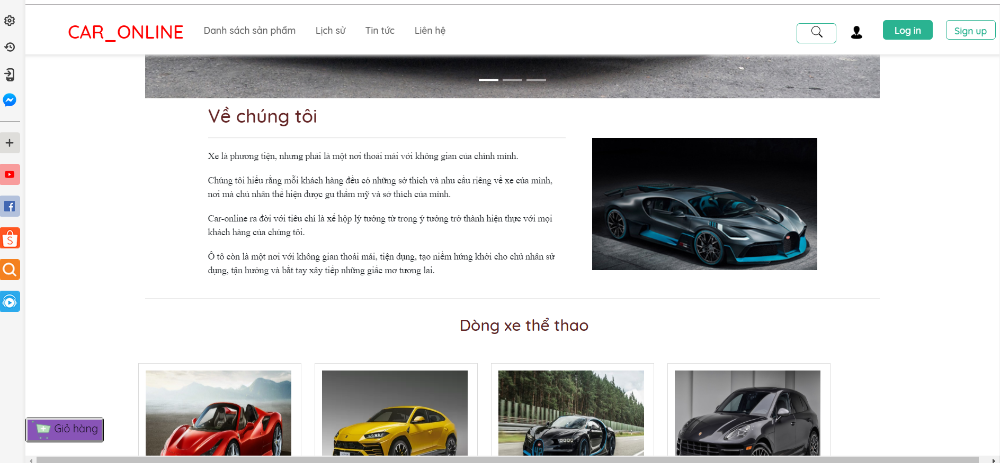 CAR_ONLINE
Danh sách sản phẩm
Lịch sử
Tin tức
Liên hệ
Log in
Sign up
Về chúng tôi
Xe là phương tiện, nhưng phải là một nơi thoải mái với không gian của chính mình.
Chúng tôi hiểu rằng mỗi khách hàng đều có những sở thích và nhu cầu riêng về xe của mình,
nơi mà chủ nhân thể hiện được gu thẩm mỹ và sở thích của mình.
Car-online ra đời với tiêu chí là xế hộp lý tưởng từ trong ý tưởng trở thành hiện thực với mọi
khách hàng của chúng tôi.
Ô tô còn là một nơi với không gian thoải mái, tiện dụng, tạo niềm hứng khởi cho chủ nhân sử
dụng, tận hưởng và bắt tay xây tiếp những giấc mơ tương lai.
Dòng xe thể thao
Giỏ hàng